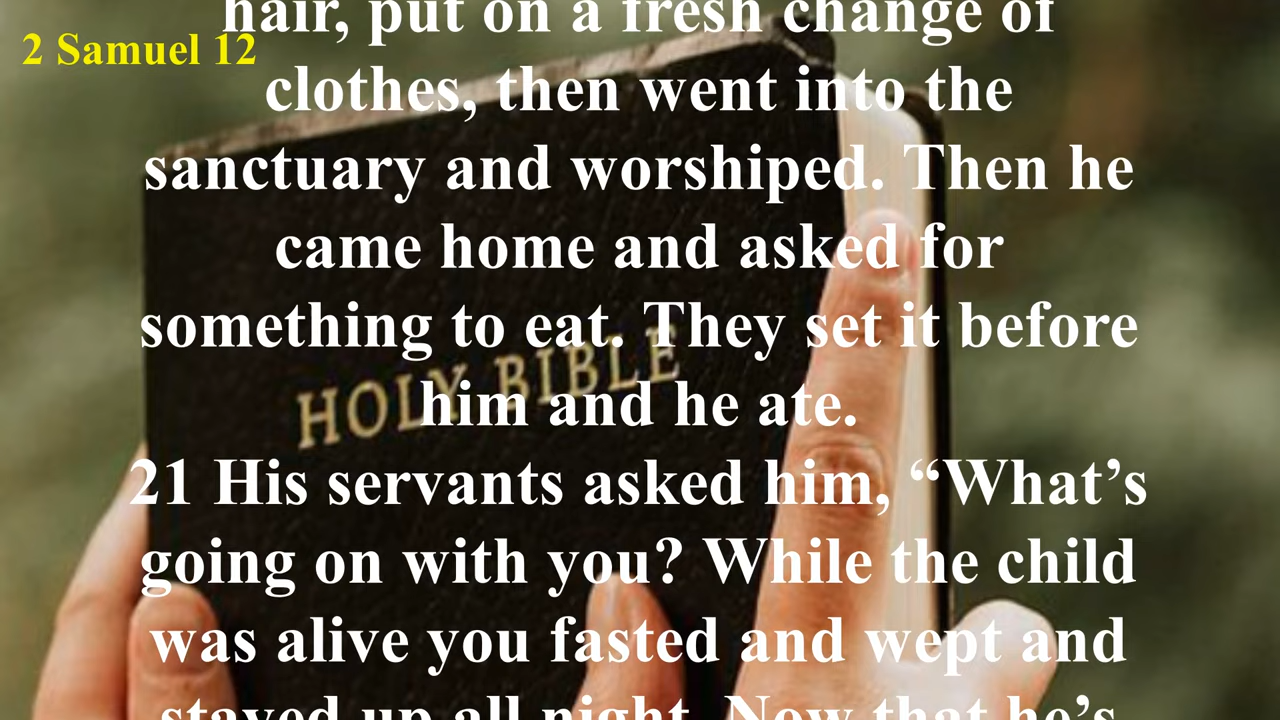 2 Samuel 12
hair, put on a fresh change of
clothes, then went into the
sanctuary and worshiped. Then he
came home and asked for
something to eat. They set it before
him and he ate.
21 His servants asked him, “What’s
going on with you? While the child
was alive you fasted and wept and
stayed up all night. Now that he’s
HOLY BIBLE